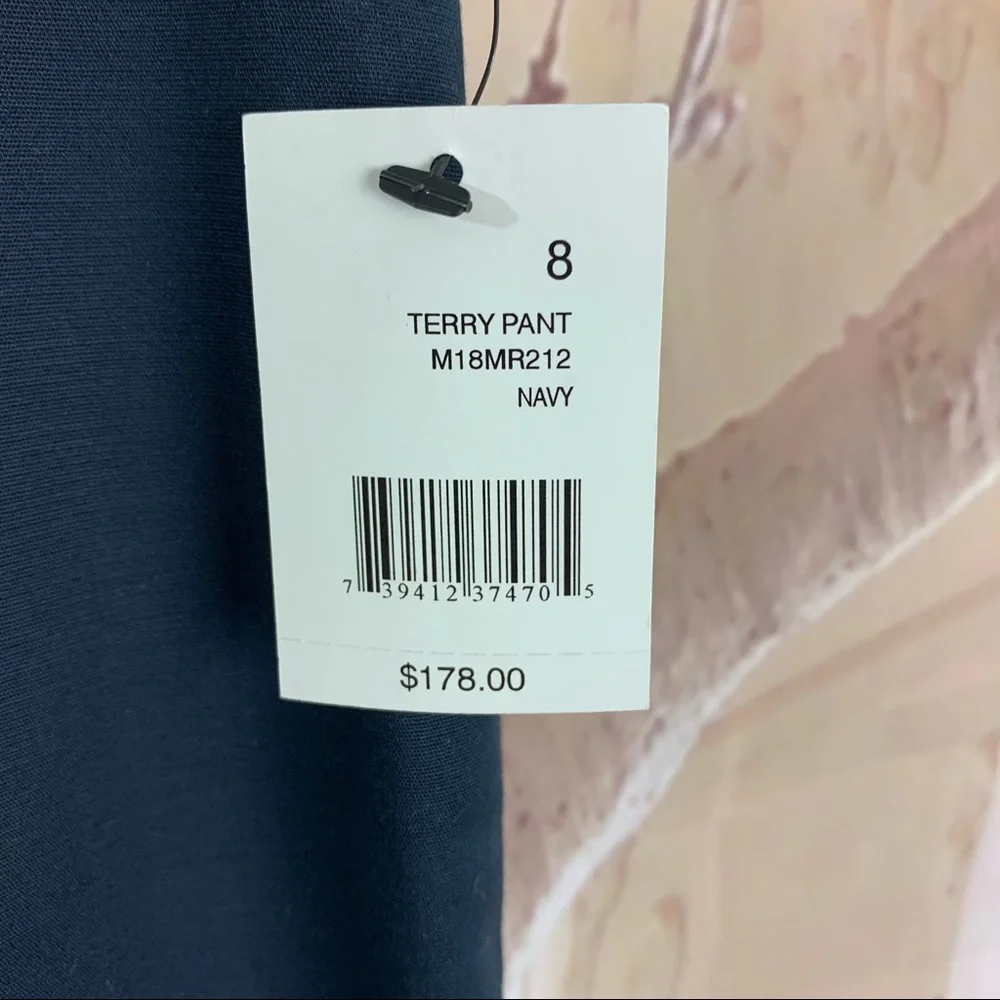 8
TERRY PANT
M18MR212
NAVY
7 39412 37470 5
$178.00